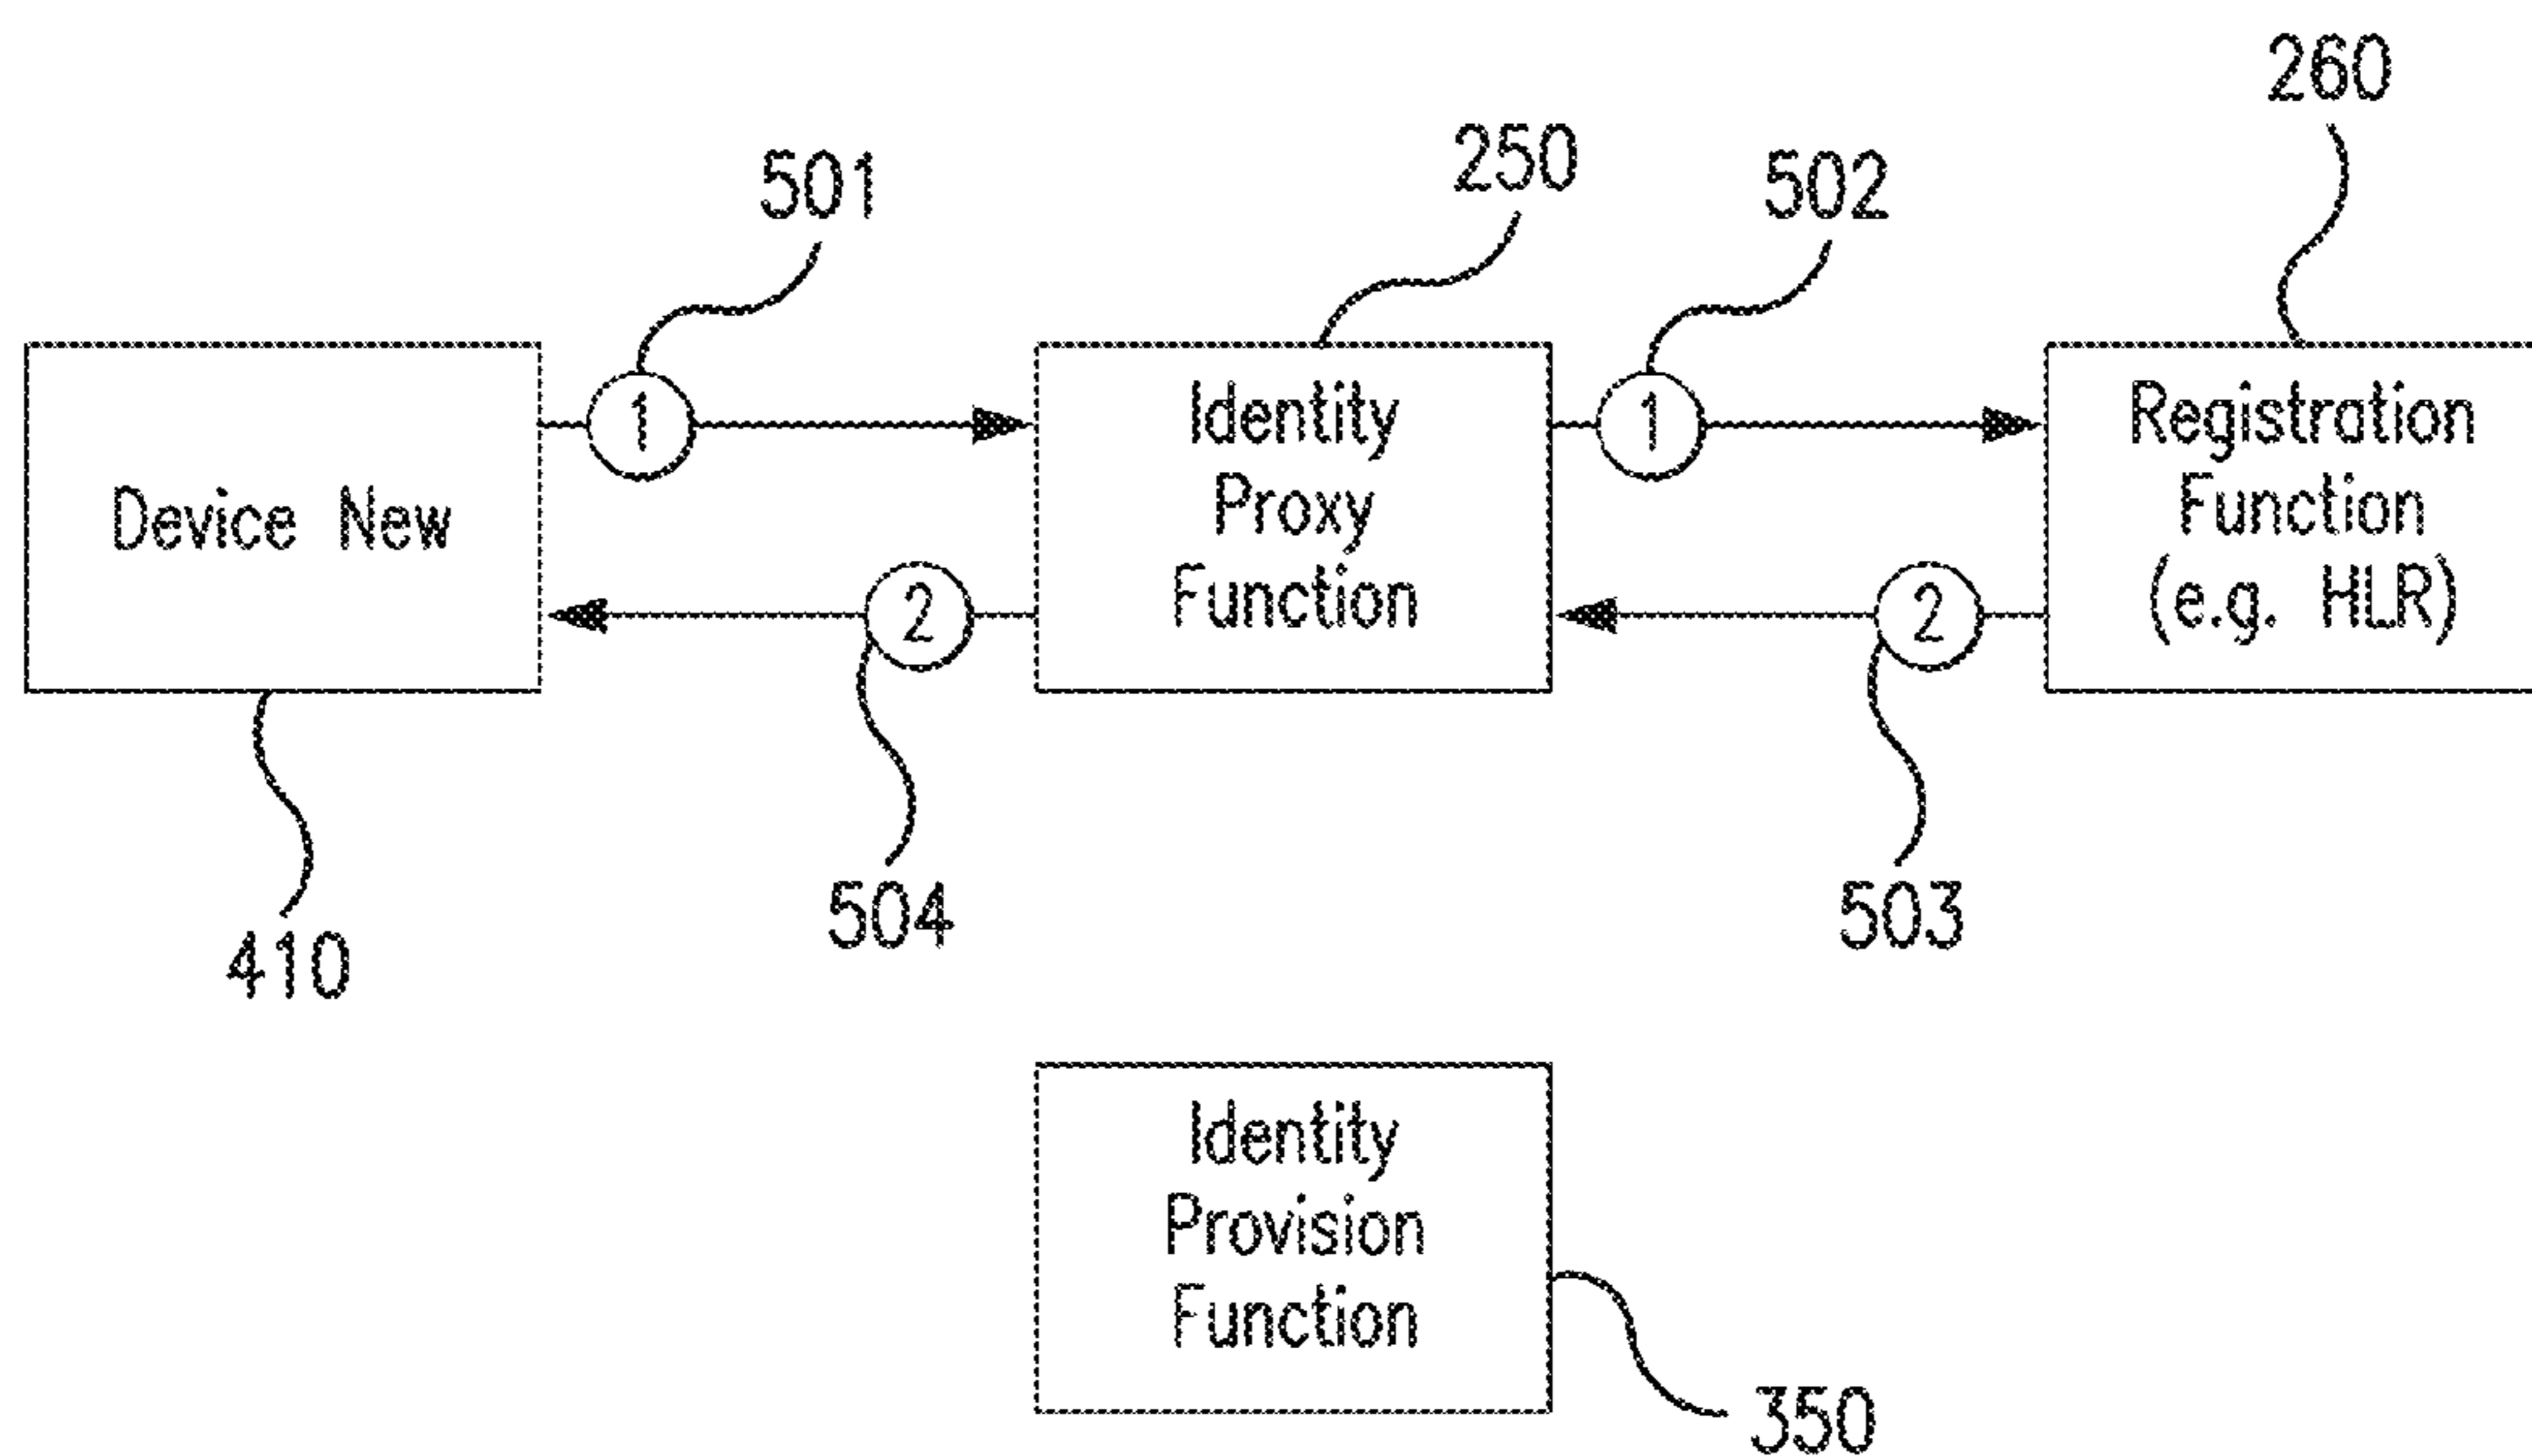 260
250
501
502
1
1
Device New
Identity
Proxy
Function
Registration
Function
(e.g. HLR)
2
2
504
503
410
Identity
Provision
Function
350